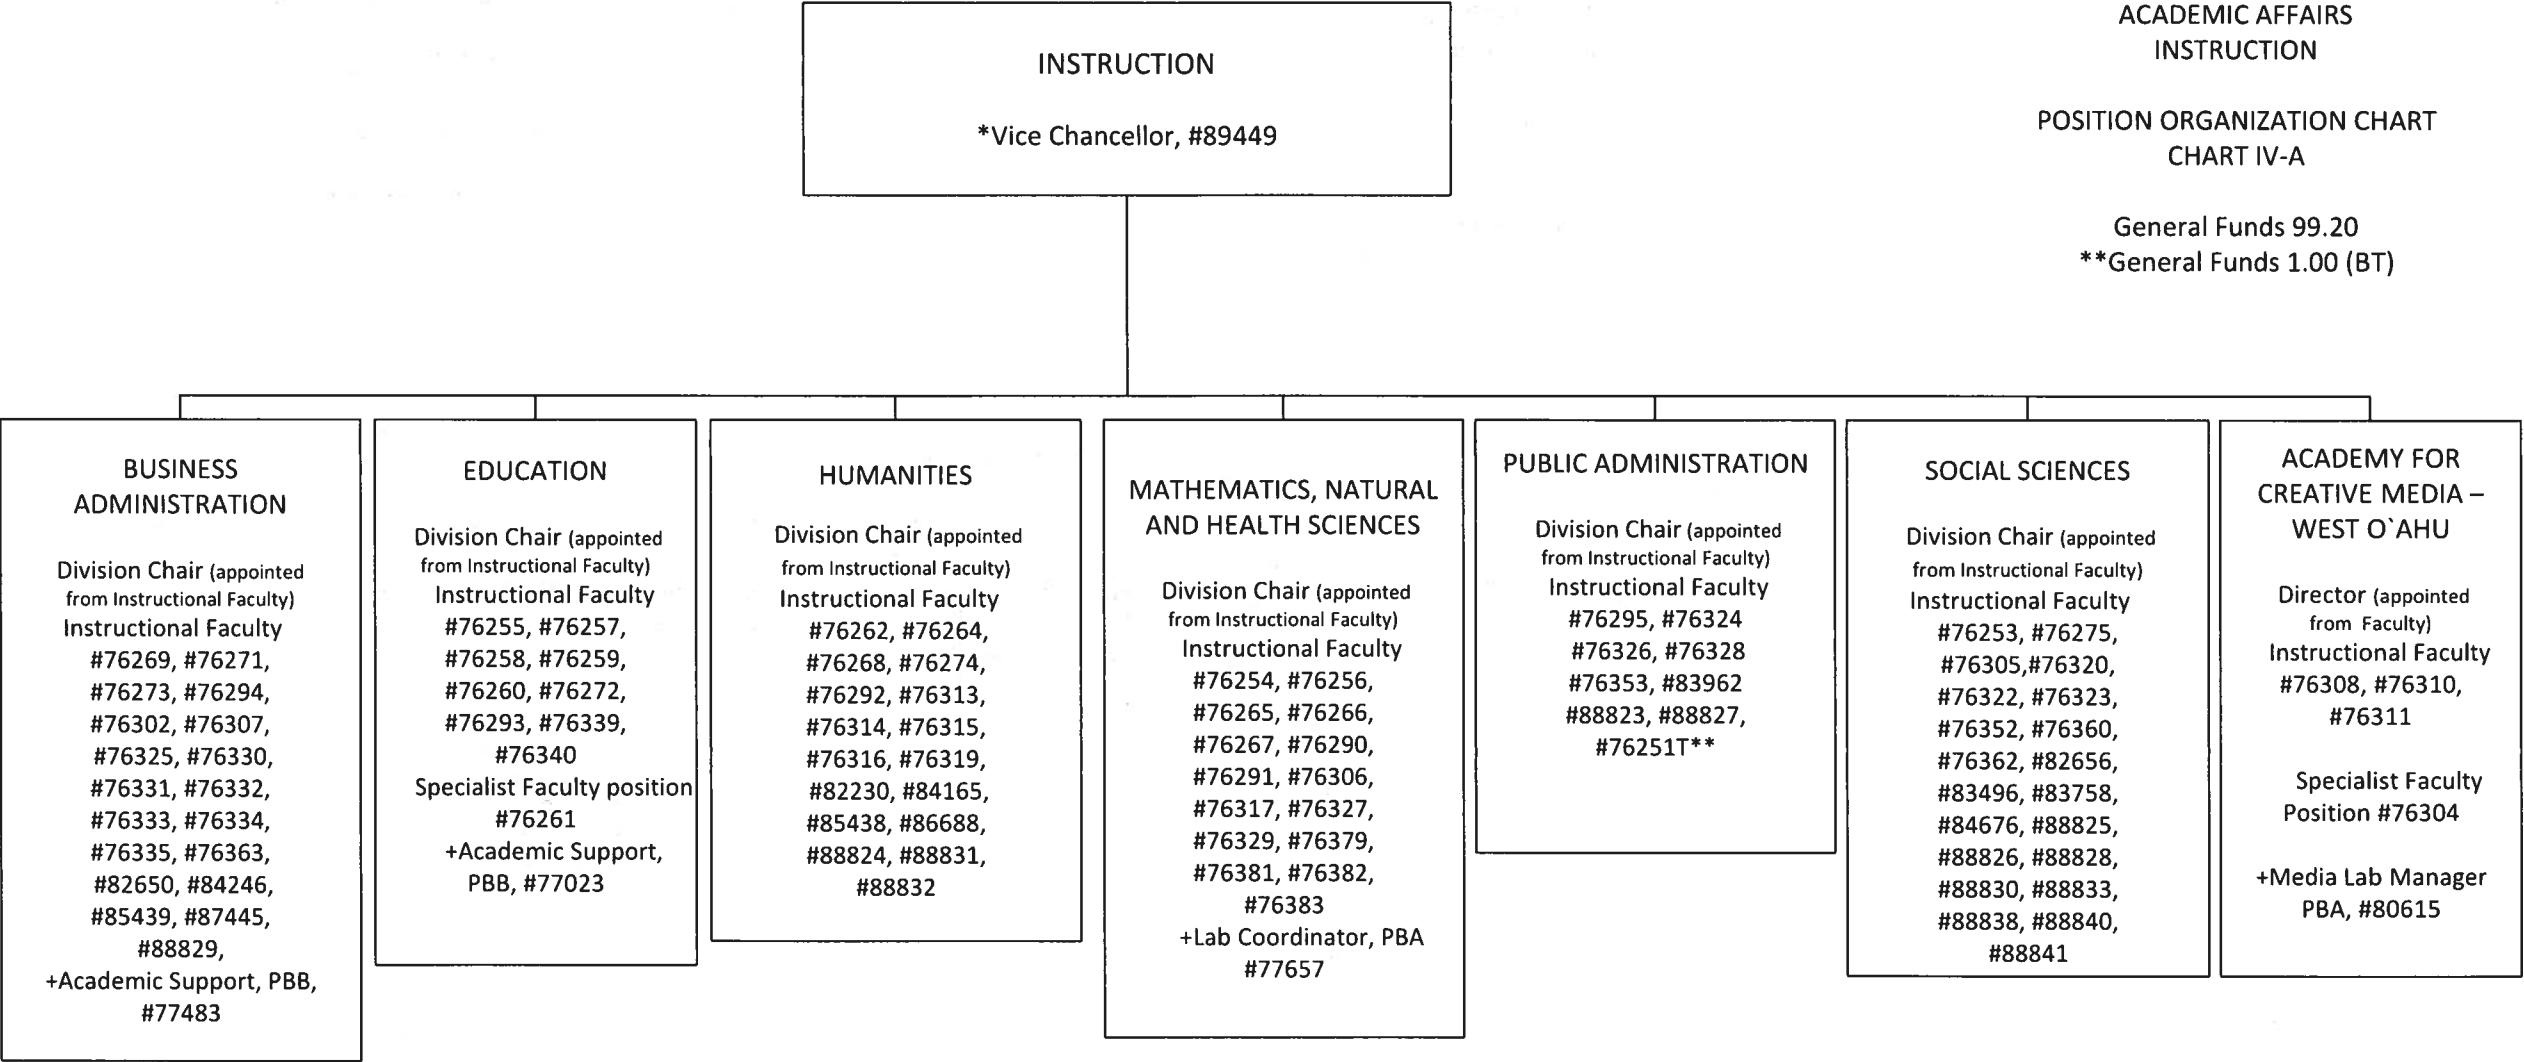 INSTRUCTION
*Vice Chancellor, #89449
ACADEMIC AFFAIRS
INSTRUCTION
POSITION ORGANIZATION CHART
CHART IV-A
General Funds 99.20
**General Funds 1.00 (BT)
BUSINESS
ADMINISTRATION
Division Chair (appointed
from Instructional Faculty)
Instructional Faculty
#76269, #76271,
#76273, #76294,
#76302, #76307,
#76325, #76330,
#76331, #76332,
#76333, #76334,
#76335, #76363,
#82650, #84246,
#85439, #87445,
#88829,
+Academic Support, PBB,
#77483
EDUCATION
Division Chair (appointed
from Instructional Faculty)
Instructional Faculty
#76255, #76257,
#76258, #76259,
#76260, #76272,
#76293, #76339,
#76340
Specialist Faculty position
#76261
+Academic Support,
PBB, #77023
HUMANITIES
Division Chair (appointed
from Instructional Faculty)
Instructional Faculty
#76262, #76264,
#76268, #76274,
#76292, #76313,
#76314, #76315,
#76316, #76319,
#82230, #84165,
#85438, #86688,
#88824, #88831,
#88832
MATHEMATICS, NATURAL
AND HEALTH SCIENCES
Division Chair (appointed
from Instructional Faculty)
Instructional Faculty
#76254, #76256,
#76265, #76266,
#76267, #76290,
#76291, #76306,
#76317, #76327,
#76329, #76379,
#76381, #76382,
#76383
+Lab Coordinator, PBA
#77657
PUBLIC ADMINISTRATION
Division Chair (appointed
from Instructional Faculty)
Instructional Faculty
#76295, #76324
#76326, #76328
#76353, #83962
#88823, #88827,
#76251T**
SOCIAL SCIENCES
Division Chair (appointed
from Instructional Faculty)
Instructional Faculty
#76253, #76275,
#76305,#76320,
#76322, #76323,
#76352, #76360,
#76362, #82656,
#83496, #83758,
#84676, #88825,
#88826, #88828,
#88830, #88833,
#88838, #88840,
#88841
ACADEMY FOR
CREATIVE MEDIA –
WEST O`AHU
Director (appointed
from Faculty)
Instructional Faculty
#76308, #76310,
#76311
Specialist Faculty
Position #76304
+Media Lab Manager
PBA, #80615